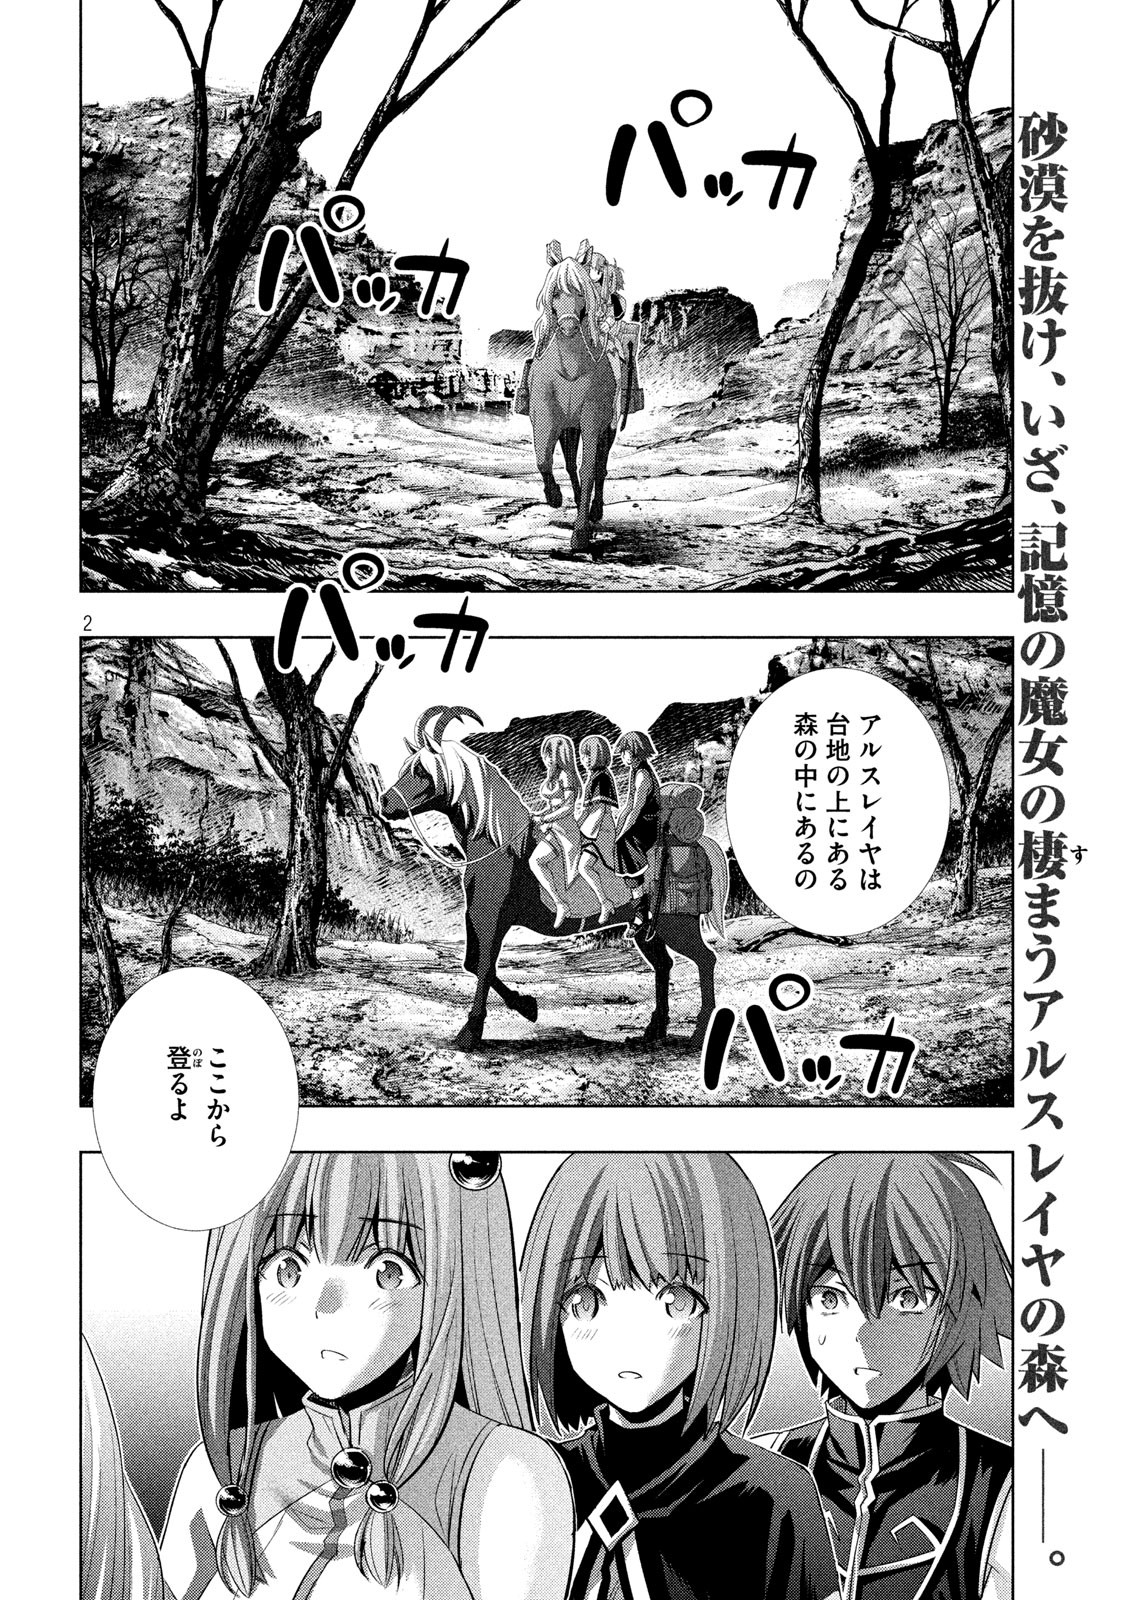 砂漠を抜け、いざ、記憶の魔女の棲まうアルスレイヤの森へ――。
す
パッカ
パッカ
2
パッカ
アルスレイヤは
台地の上にある
森の中にあるの
パッカ
ここから
登るよ
のぼ